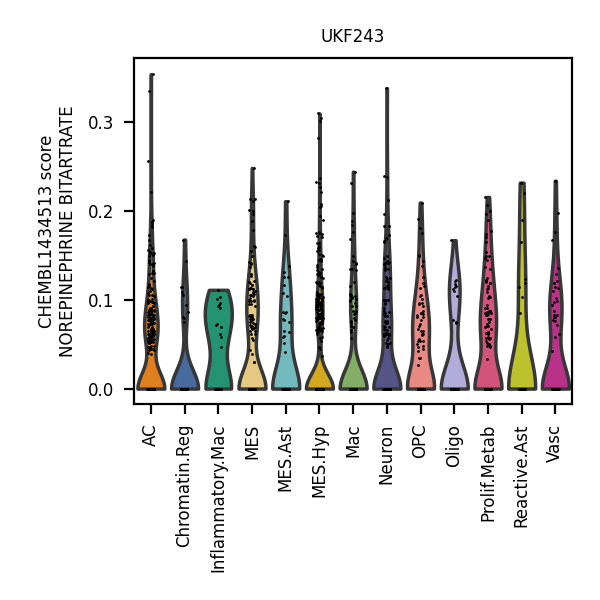 UKF243
CHEMBL1434513 score
NOREPINEPHRINE BITARTRATE
0.3
0.2
0.1
0.0
AC
Chromatin.Reg
Inflammatory.Mac
MES
MES.Ast
MES.Hyp
Mac
Neuron
OPC
Oligo
Prolif.Metab
Reactive.Ast
Vasc